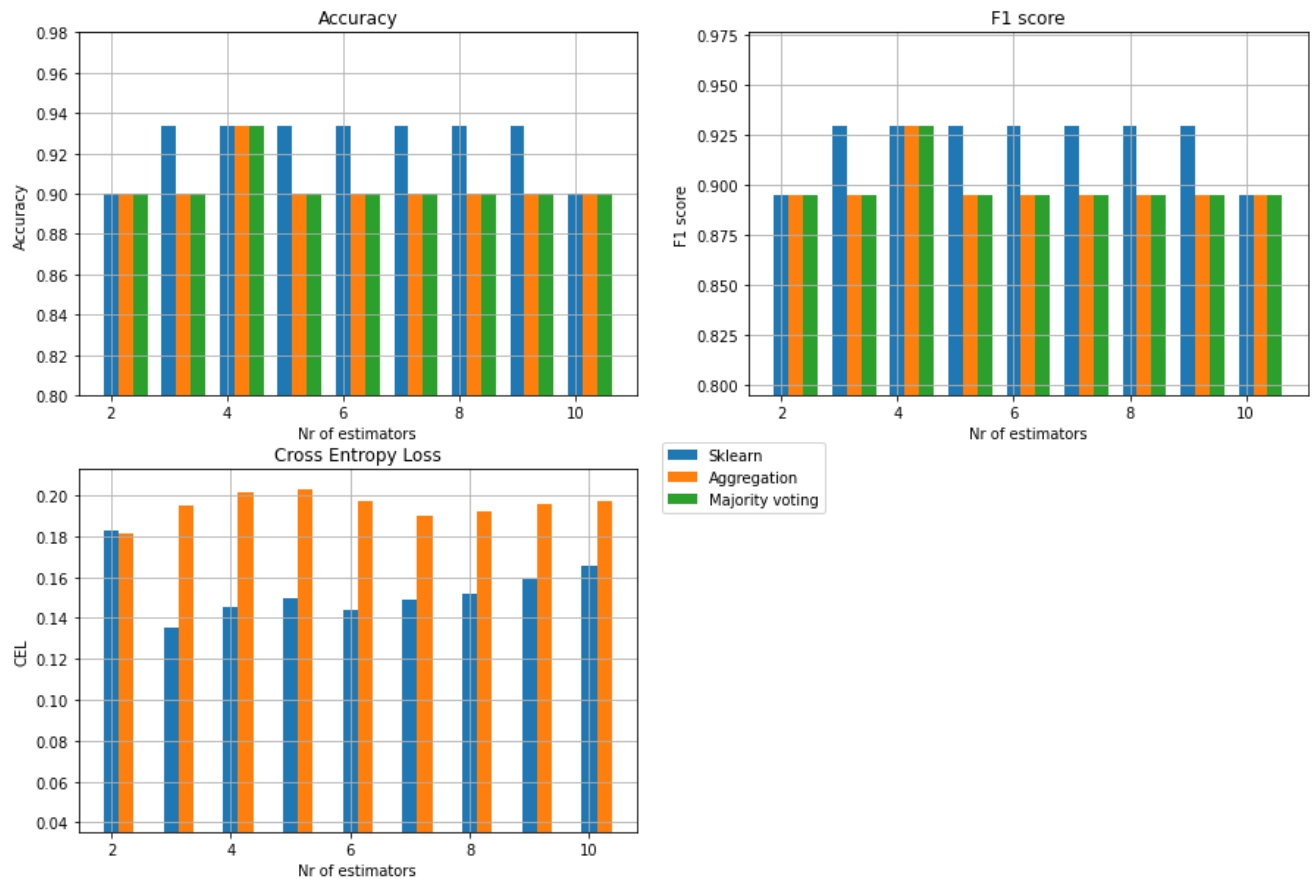 Accuracy
0.98
0.96
0.94
0.92
0.90
0.88
0.86
0.84
0.82
0.80
Accuracy
2 4 6 8 10
Nr of estimators
F1 score
0.975
0.950
0.925
0.900
0.875
0.850
0.825
0.800
F1 score
2 4 6 8 10
Nr of estimators
Cross Entropy Loss
0.20
0.18
0.16
0.14
0.12
0.10
0.08
0.06
0.04
CEL
2 4 6 8 10
Nr of estimators
Sklearn
Aggregation
Majority voting